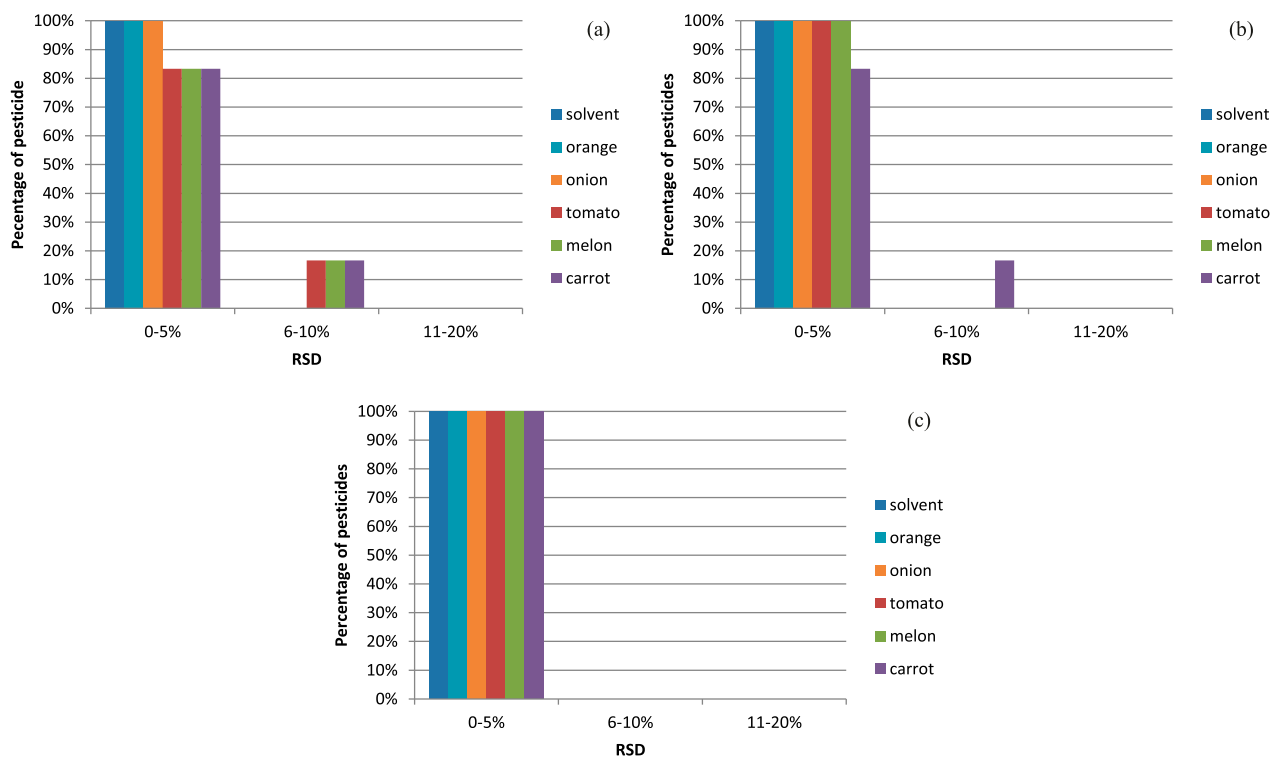 (a)
Pecentage of pesticide
100%
90%
80%
70%
60%
50%
40%
30%
20%
10%
0%
0-5% 6-10% 11-20%
RSD
solvent
orange
onion
tomato
melon
carrot
(b)
Percentage of pesticides
100%
90%
80%
70%
60%
50%
40%
30%
20%
10%
0%
0-5% 6-10% 11-20%
RSD
solvent
orange
onion
tomato
melon
carrot
(c)
Percentage of pesticides
100%
90%
80%
70%
60%
50%
40%
30%
20%
10%
0%
0-5% 6-10% 11-20%
RSD
solvent
orange
onion
tomato
melon
carrot